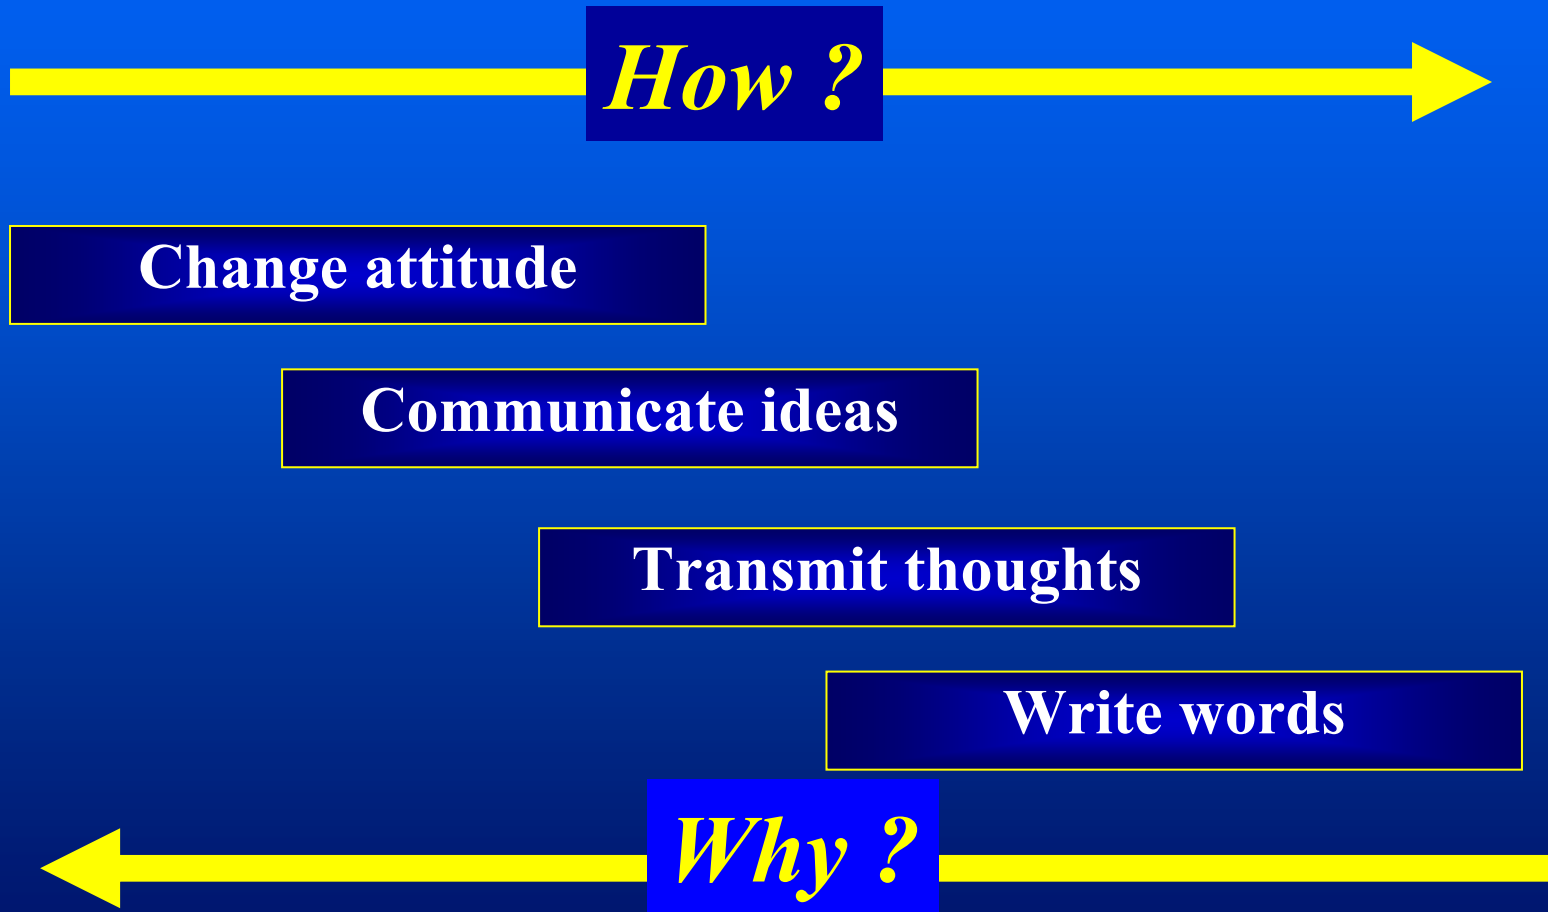 How ?
Change attitude
Communicate ideas
Transmit thoughts
Write words
Why ?